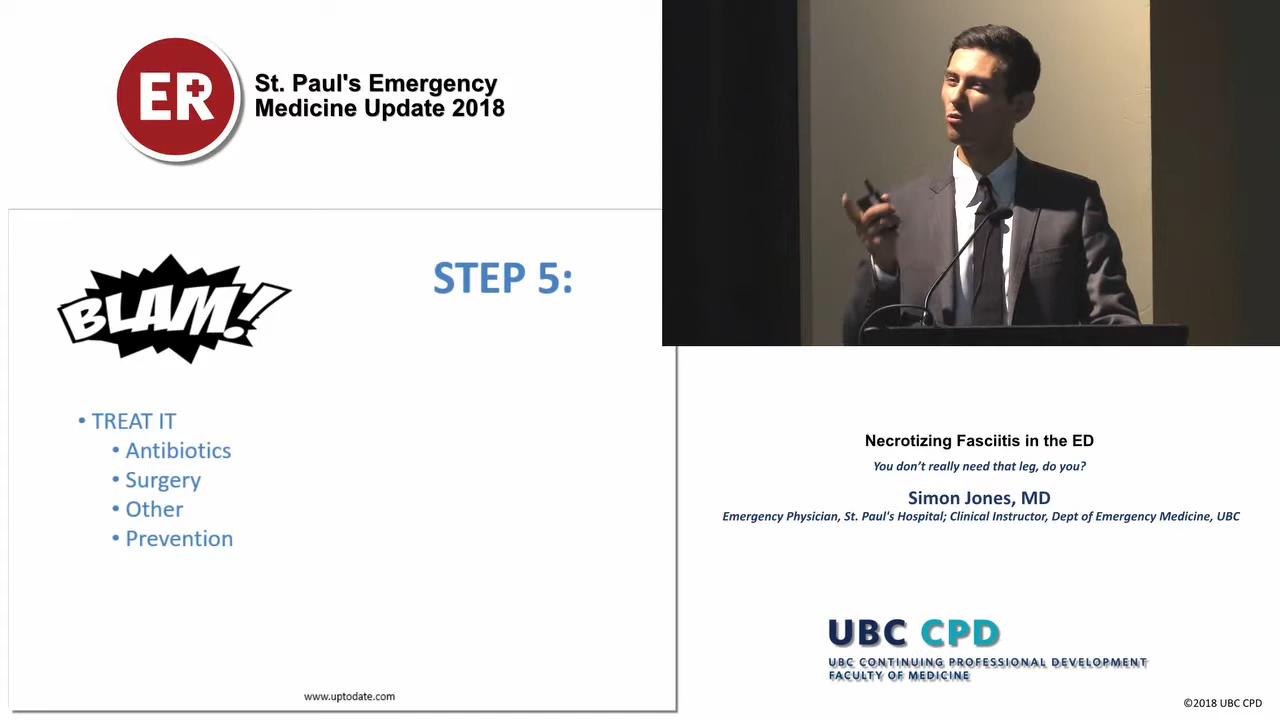 ER
St. Paul's Emergency
Medicine Update 2018
BLAM!
STEP 5:
• TREAT IT
• Antibiotics
• Surgery
• Other
• Prevention
www.uptodate.com
Necrotizing Fasciitis in the ED
You don't really need that leg, do you?
Simon Jones, MD
Emergency Physician, St. Paul's Hospital; Clinical Instructor, Dept of Emergency Medicine, UBC
UBC CPD
UBC CONTINUING PROFESSIONAL DEVELOPMENT
FACULTY OF MEDICINE
©2018 UBC CPD